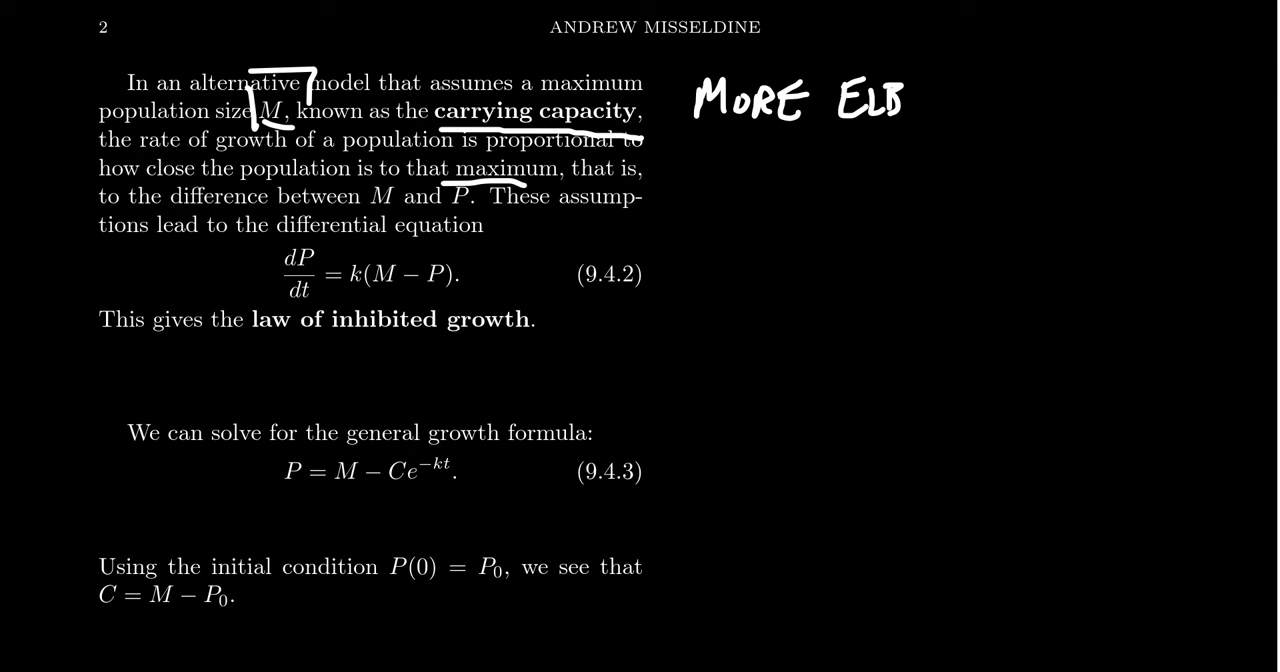 2
ANDREW MISSELDINE
In an alternative model that assumes a maximum
population size M, known as the carrying capacity,
the rate of growth of a population is proportional to
how close the population is to that maximum, that is,
to the difference between M and P. These assump-
tions lead to the differential equation
dP/dt = k(M − P). (9.4.2)
This gives the law of inhibited growth.
We can solve for the general growth formula:
P = M − Ce^{−kt}. (9.4.3)
Using the initial condition P(0) = P₀, we see that
C = M − P₀.
MORE ELB